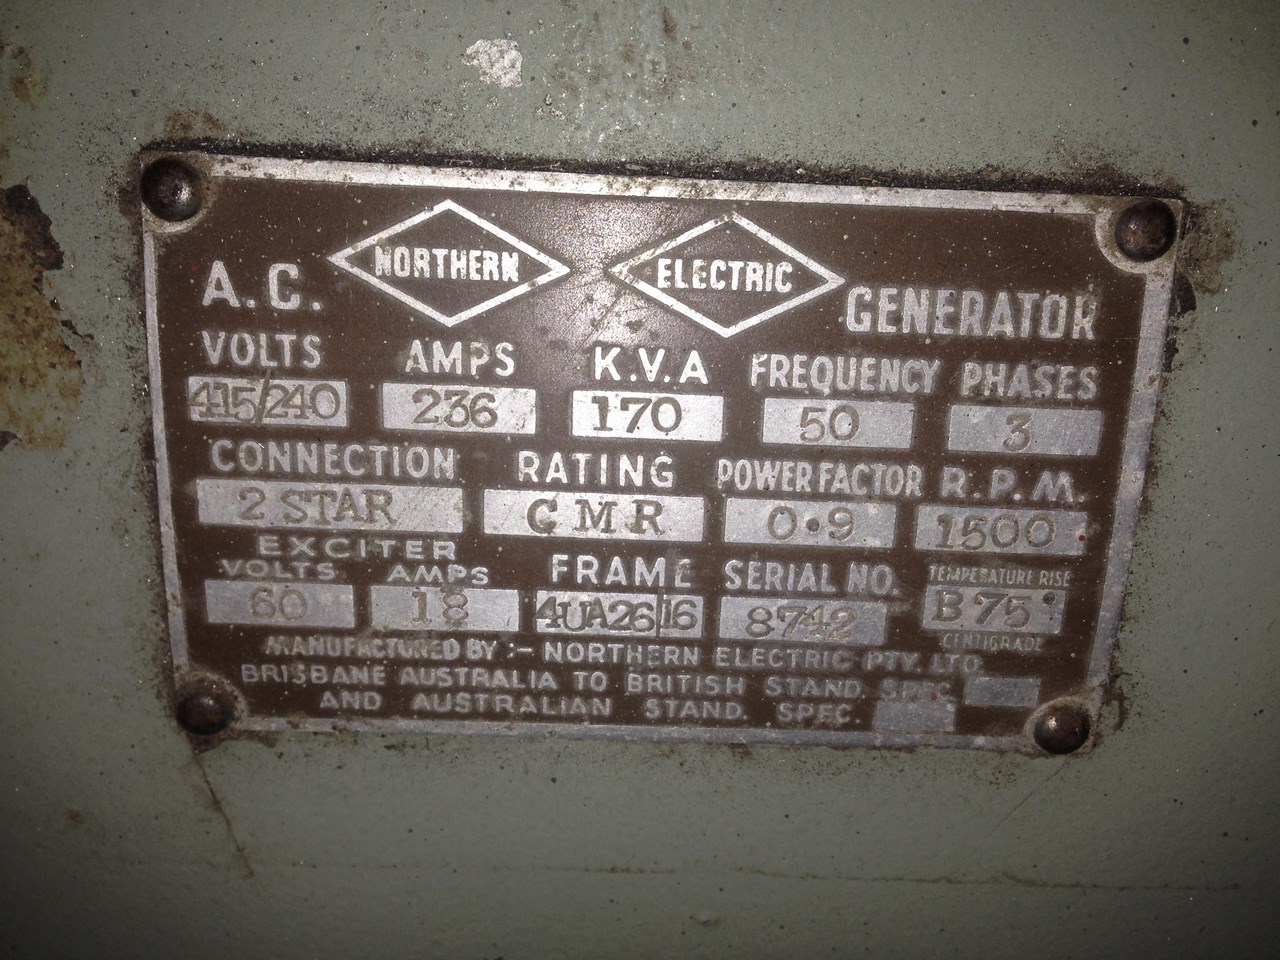 NORTHERN ELECTRIC
A.C. GENERATOR
VOLTS AMPS K.V.A FREQUENCY PHASES
415/240 236 170 50 3
CONNECTION RATING POWER FACTOR R.P.M.
2 STAR CMR 0.9 1500
EXCITER
VOLTS AMPS FRAME SERIAL NO. TEMPERATURE RISE
60 18 4UA26/16 8742 B 75°
CENTIGRADE
MANUFACTURED BY:- NORTHERN ELECTRIC PTY. LTD.
BRISBANE AUSTRALIA TO BRITISH STAND. SPEC.
AND AUSTRALIAN STAND. SPEC.